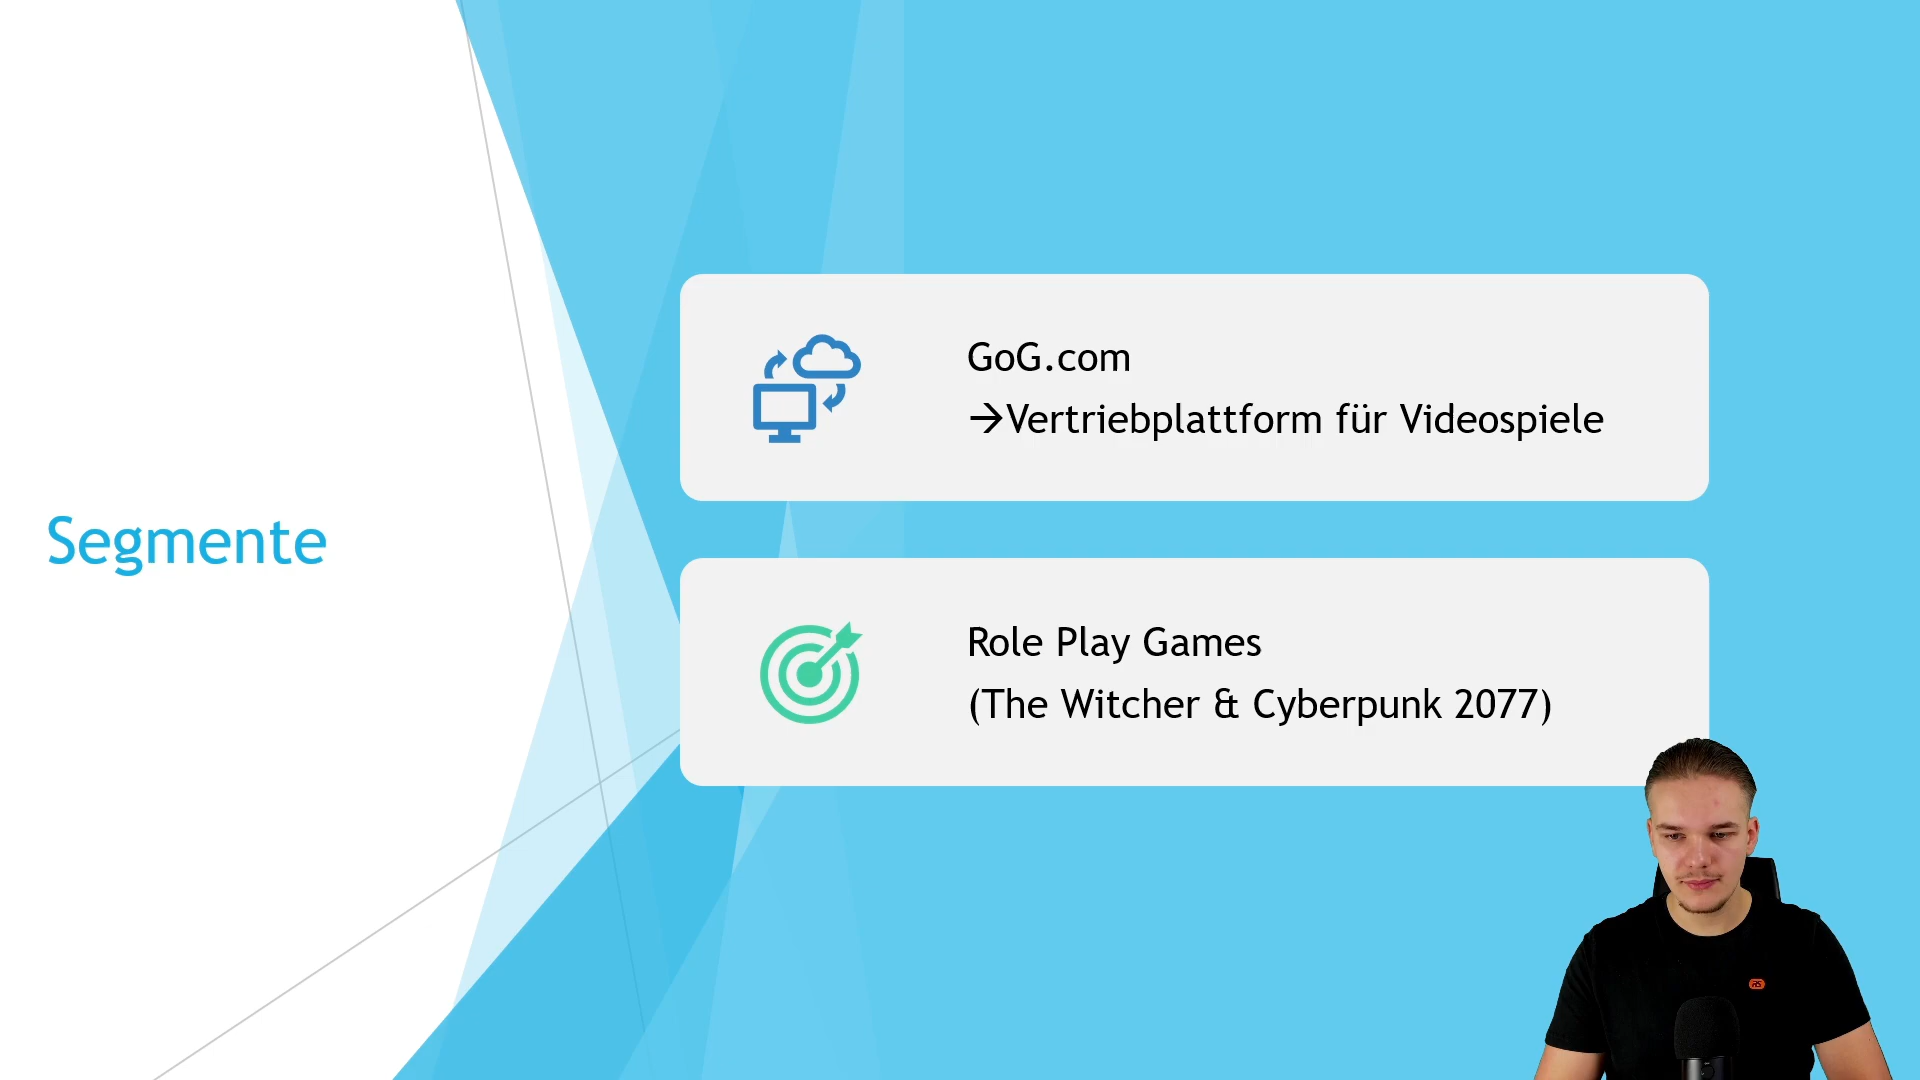 Segmente
GoG.com
→Vertriebplattform für Videospiele
Role Play Games
(The Witcher & Cyberpunk 2077)